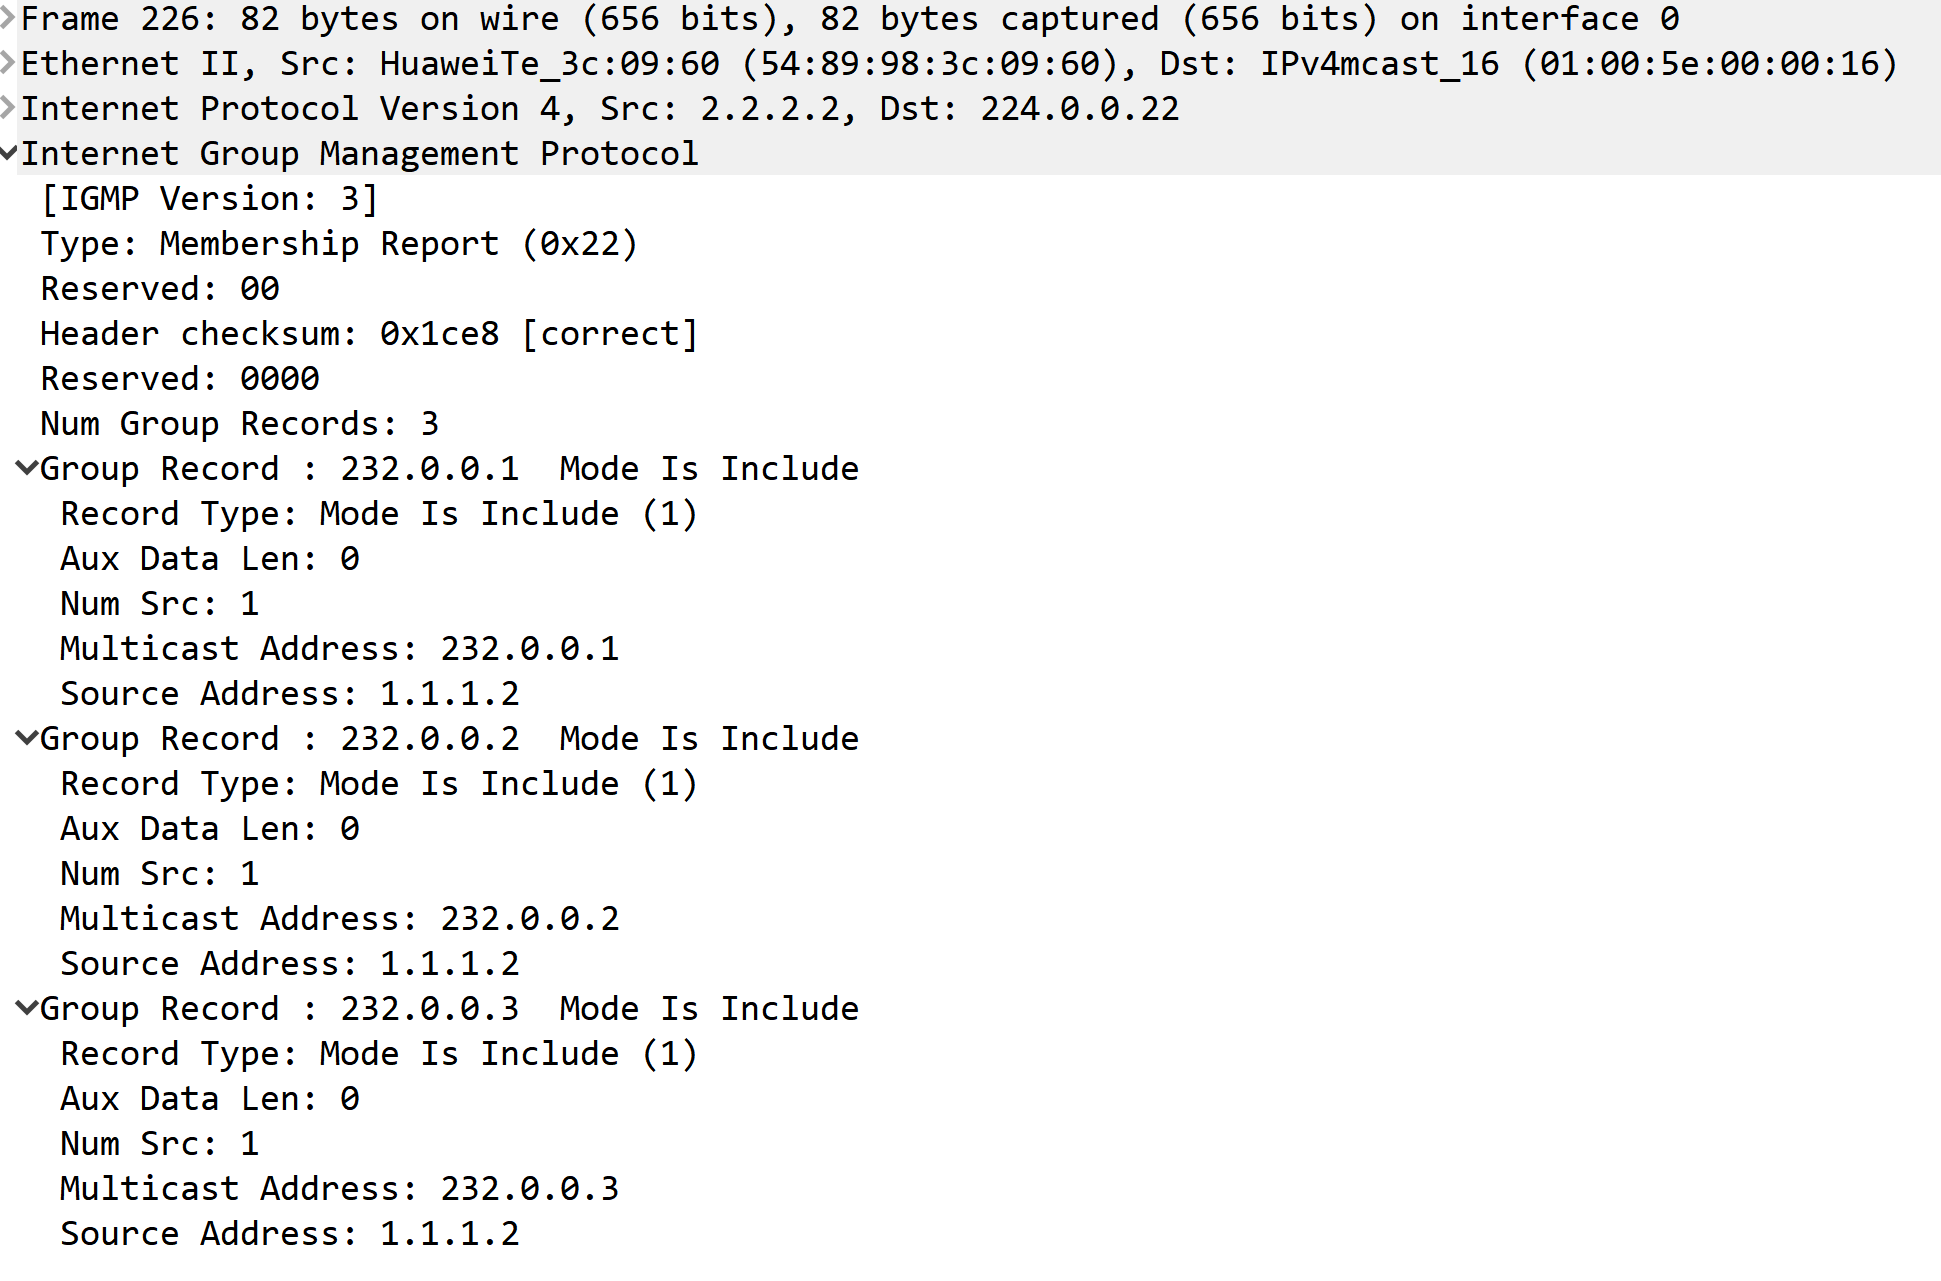 Frame 226: 82 bytes on wire (656 bits), 82 bytes captured (656 bits) on interface 0
Ethernet II, Src: HuaweiTe_3c:09:60 (54:89:98:3c:09:60), Dst: IPv4mcast_16 (01:00:5e:00:00:16)
Internet Protocol Version 4, Src: 2.2.2.2, Dst: 224.0.0.22
Internet Group Management Protocol
[IGMP Version: 3]
Type: Membership Report (0x22)
Reserved: 00
Header checksum: 0x1ce8 [correct]
Reserved: 0000
Num Group Records: 3
Group Record : 232.0.0.1  Mode Is Include
Record Type: Mode Is Include (1)
Aux Data Len: 0
Num Src: 1
Multicast Address: 232.0.0.1
Source Address: 1.1.1.2
Group Record : 232.0.0.2  Mode Is Include
Record Type: Mode Is Include (1)
Aux Data Len: 0
Num Src: 1
Multicast Address: 232.0.0.2
Source Address: 1.1.1.2
Group Record : 232.0.0.3  Mode Is Include
Record Type: Mode Is Include (1)
Aux Data Len: 0
Num Src: 1
Multicast Address: 232.0.0.3
Source Address: 1.1.1.2